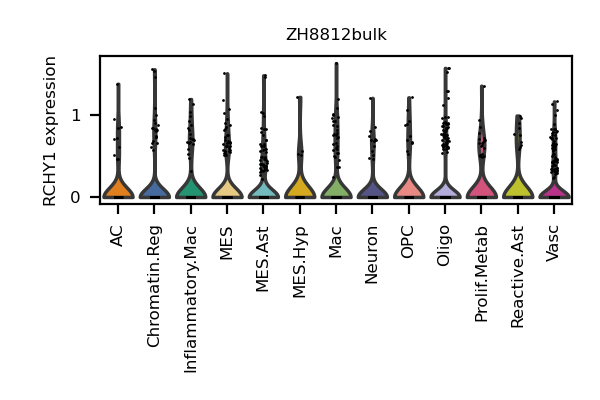 ZH8812bulk
RCHY1 expression
1
0
AC
Chromatin.Reg
Inflammatory.Mac
MES
MES.Ast
MES.Hyp
Mac
Neuron
OPC
Oligo
Prolif.Metab
Reactive.Ast
Vasc